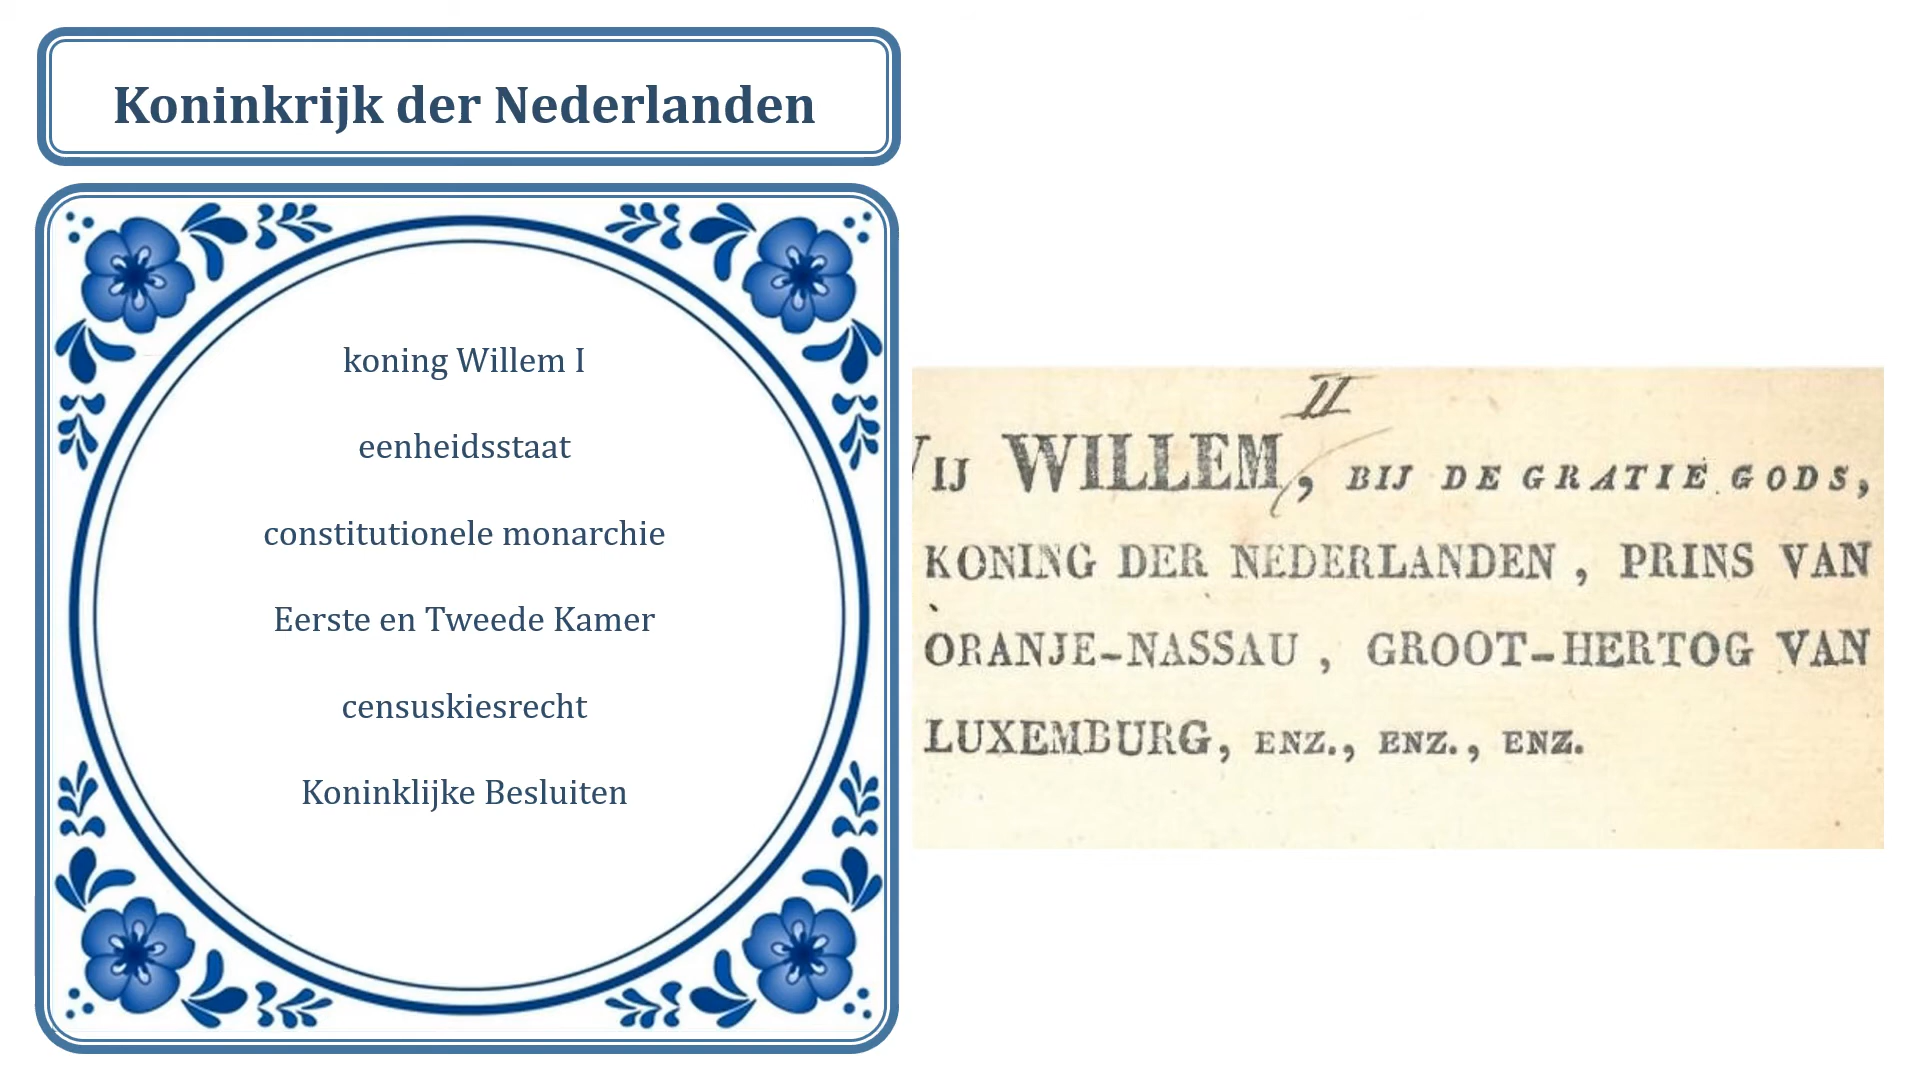 Koninkrijk der Nederlanden
koning Willem I
eenheidsstaat
constitutionele monarchie
Eerste en Tweede Kamer
censuskiesrecht
Koninklijke Besluiten
II
WIJ WILLEM, BIJ DE GRATIE GODS,
KONING DER NEDERLANDEN, PRINS VAN
ORANJE-NASSAU, GROOT-HERTOG VAN
LUXEMBURG, ENZ., ENZ., ENZ.